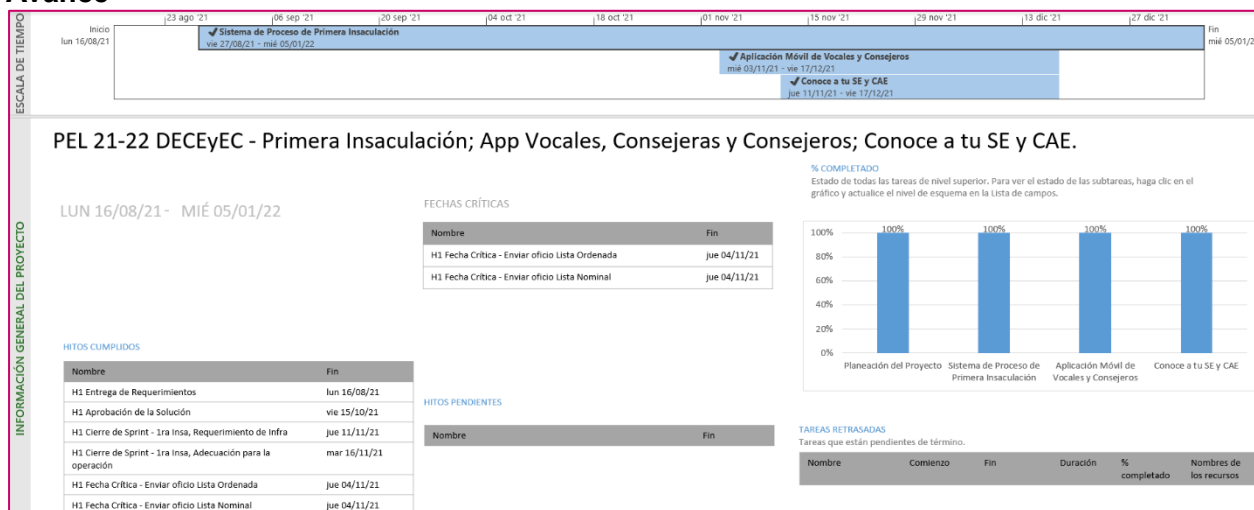 Avance
ESCALA DE TIEMPO
23 ago '21 06 sep '21 20 sep '21 04 oct '21 18 oct '21 01 nov '21 15 nov '21 29 nov '21 13 dic '21 27 dic '21
Inicio
lun 16/08/21
Sistema de Proceso de Primera Insaculación
vie 27/08/21 - mié 05/01/22
Fin
mié 05/01/2
Aplicación Móvil de Vocales y Consejeros
mié 03/11/21 - vie 17/12/21
Conoce a tu SE y CAE
jue 11/11/21 - vie 17/12/21
INFORMACIÓN GENERAL DEL PROYECTO
PEL 21-22 DECEyEC - Primera Insaculación; App Vocales, Consejeras y Consejeros; Conoce a tu SE y CAE.
LUN 16/08/21 - MIÉ 05/01/22
FECHAS CRÍTICAS
Nombre Fin
H1 Fecha Crítica - Enviar oficio Lista Ordenada jue 04/11/21
H1 Fecha Crítica - Enviar oficio Lista Nominal jue 04/11/21
% COMPLETADO
Estado de todas las tareas de nivel superior. Para ver el estado de las subtareas, haga clic en el
gráfico y actualice el nivel de esquema en la Lista de campos.
100% 100% 100% 100%
100%
80%
60%
40%
20%
0%
Planeación del Proyecto
Sistema de Proceso de
Primera Insaculación
Aplicación Móvil de
Vocales y Consejeros
Conoce a tu SE y CAE
HITOS CUMPLIDOS
Nombre Fin
H1 Entrega de Requerimientos lun 16/08/21
H1 Aprobación de la Solución vie 15/10/21
H1 Cierre de Sprint - 1ra Insa, Requerimiento de Infra jue 11/11/21
H1 Cierre de Sprint - 1ra Insa, Adecuación para la mar 16/11/21
operación
H1 Fecha Crítica - Enviar oficio Lista Ordenada jue 04/11/21
H1 Fecha Crítica - Enviar oficio Lista Nominal jue 04/11/21
HITOS PENDIENTES
Nombre Fin
TAREAS RETRASADAS
Tareas que están pendientes de término.
Nombre Comienzo Fin Duración % Nombres de
completado los recursos